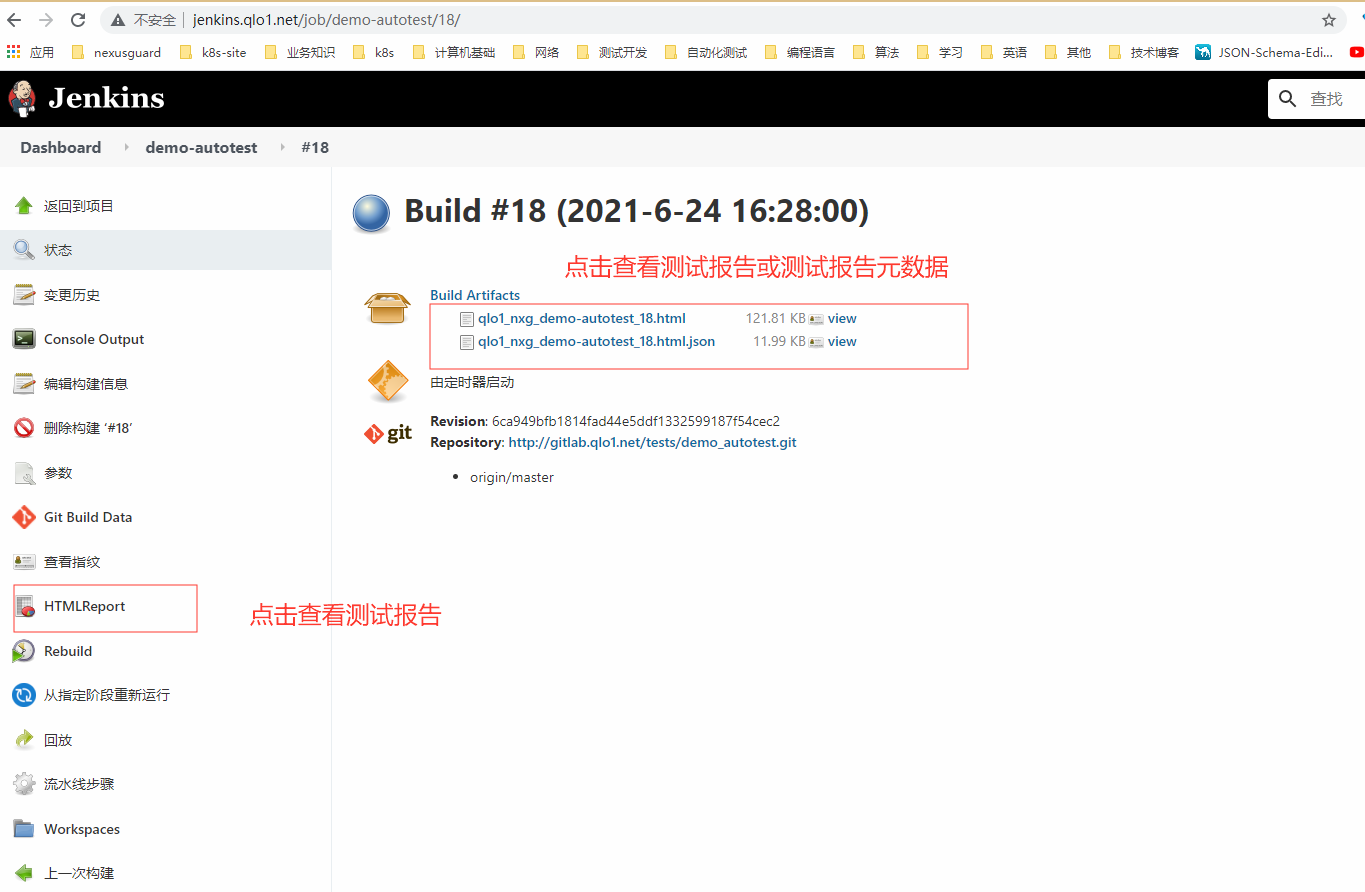 不安全 jenkins.qlo1.net/job/demo-autotest/18/
应用 nexusguard k8s-site 业务知识 k8s 计算机基础 网络 测试开发 自动化测试 编程语言 算法 学习 英语 其他 技术博客 JSON-Schema-Edi...
Jenkins
查找
Dashboard demo-autotest #18
返回到项目
状态
变更历史
Console Output
编辑构建信息
删除构建 ‘#18’
参数
Git Build Data
查看指纹
HTMLReport
Rebuild
从指定阶段重新运行
回放
流水线步骤
Workspaces
上一次构建
Build #18 (2021-6-24 16:28:00)
点击查看测试报告或测试报告元数据
Build Artifacts
qlo1_nxg_demo-autotest_18.html 121.81 KB view
qlo1_nxg_demo-autotest_18.html.json 11.99 KB view
由定时器启动
git
Revision: 6ca949bfb1814fad44e5ddf1332599187f54cec2
Repository: http://gitlab.qlo1.net/tests/demo_autotest.git
origin/master
点击查看测试报告